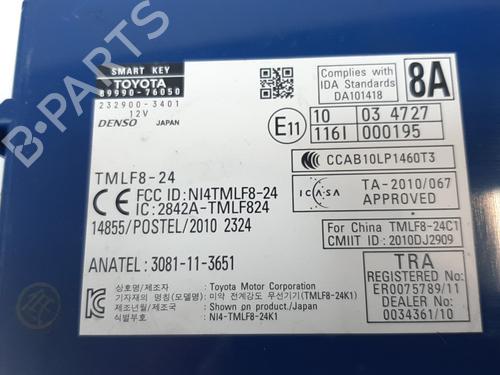 SMART KEY
TOYOTA
89990-76050
232900-3401
12V
DENSO JAPAN
Complies with
IDA Standards
DA101418
8A
E11
10 03 4727
116I 000195
CCAB10LP1460T3
TMLF8-24
CE FCC ID:NI4TMLF8-24
IC:2842A-TMLF824
14855/POSTEL/2010 2324
ICASA
TA-2010/067
APPROVED
For China TMLF8-24C1
CMIIT ID:2010DJ2909
ANATEL: 3081-11-3651
TRA
REGISTERED No:
ER0075789/11
DEALER No:
0034361/10
상호명/제조자 : Toyota Motor Corporation
기기자재의 명칭(모델명): 미약 전계강도 무선기기(TMLF8-24K1)
제조년월/제조국 : Shown on product./Japan
식별부호 : NI4-TMLF8-24K1
B-PARTS